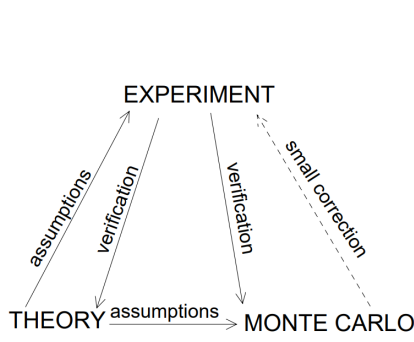 EXPERIMENT
assumptions
verification
verification
small correction
THEORY
assumptions
MONTE CARLO